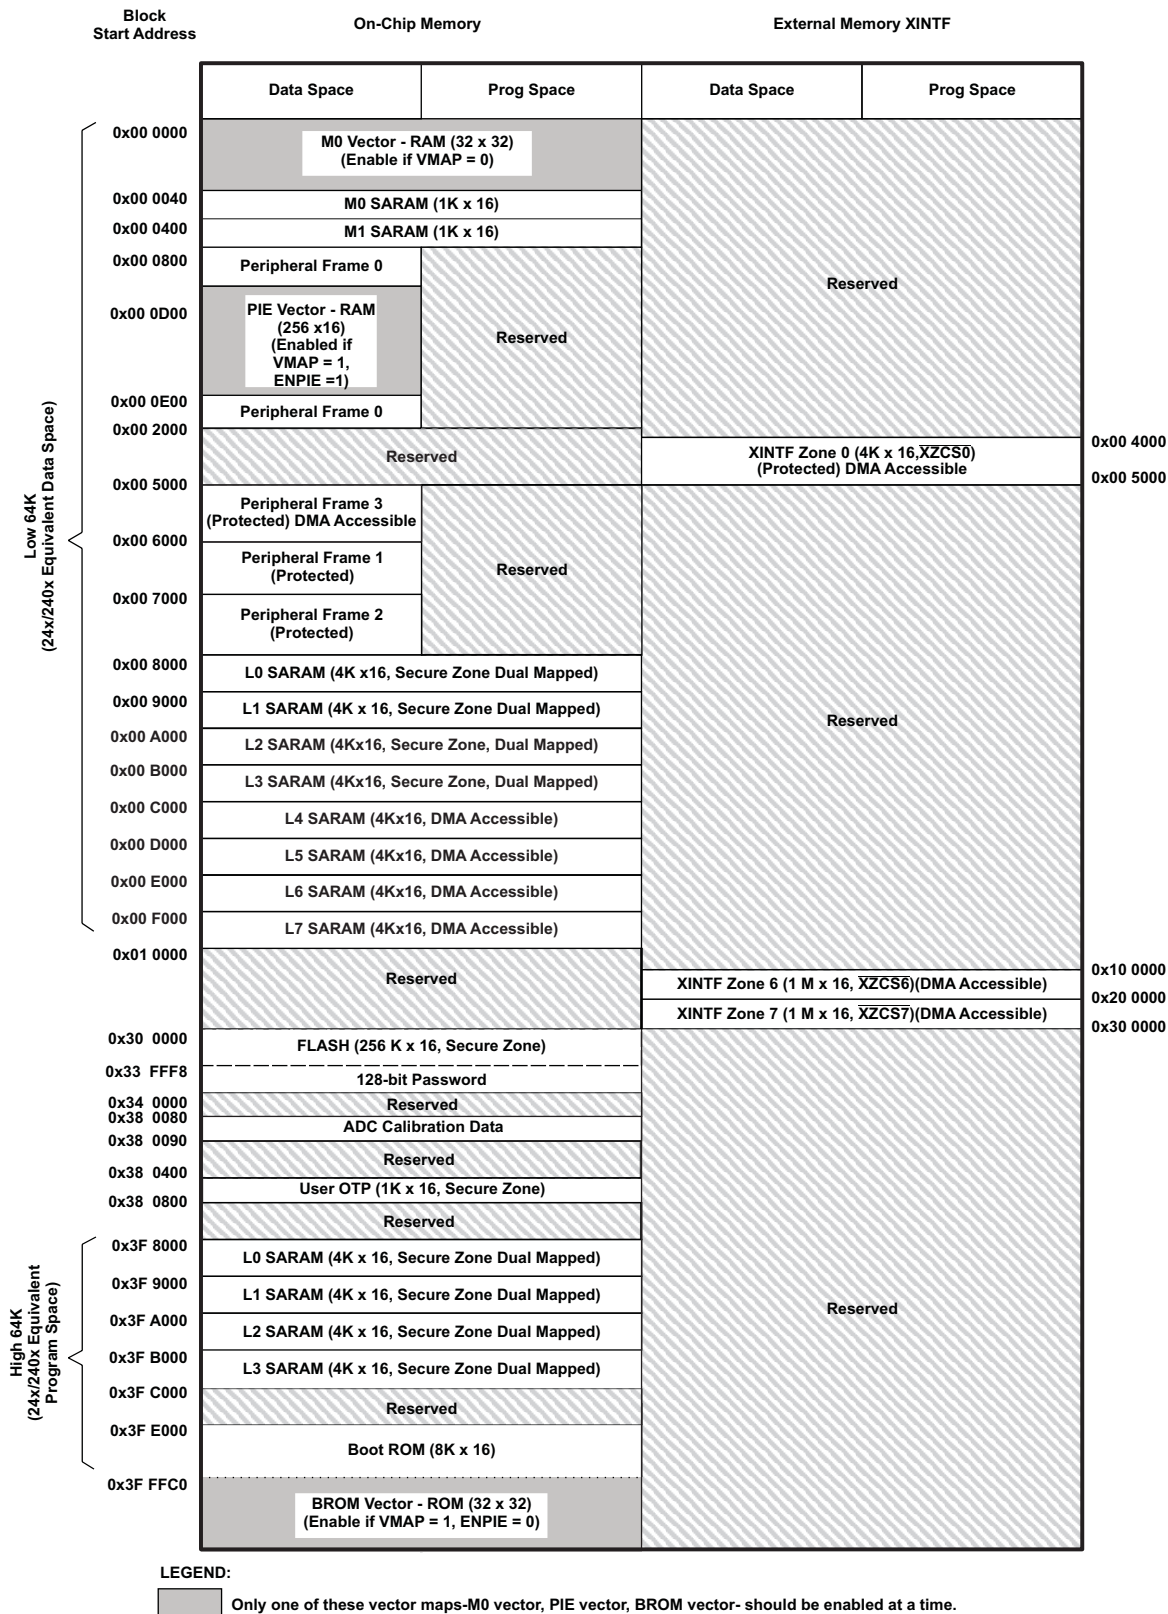 Block
Start Address
On-Chip Memory
External Memory XINTF
Data Space
Prog Space
Data Space
Prog Space
0x00 0000
M0 Vector - RAM (32 x 32)
(Enable if VMAP = 0)
0x00 0040
M0 SARAM (1K x 16)
0x00 0400
M1 SARAM (1K x 16)
0x00 0800
Peripheral Frame 0
Reserved
0x00 0D00
PIE Vector - RAM
(256 x16)
(Enabled if
VMAP = 1,
ENPIE =1)
Reserved
0x00 0E00
Peripheral Frame 0
0x00 2000
Reserved
XINTF Zone 0 (4K x 16,XZCS0)
(Protected) DMA Accessible
0x00 4000
0x00 5000
0x00 5000
Peripheral Frame 3
(Protected) DMA Accessible
0x00 6000
Peripheral Frame 1
(Protected)
Reserved
0x00 7000
Peripheral Frame 2
(Protected)
Low 64K
(24x/240x Equivalent Data Space)
0x00 8000
L0 SARAM (4K x16, Secure Zone Dual Mapped)
0x00 9000
L1 SARAM (4K x 16, Secure Zone Dual Mapped)
Reserved
0x00 A000
L2 SARAM (4Kx16, Secure Zone, Dual Mapped)
0x00 B000
L3 SARAM (4Kx16, Secure Zone, Dual Mapped)
0x00 C000
L4 SARAM (4Kx16, DMA Accessible)
0x00 D000
L5 SARAM (4Kx16, DMA Accessible)
0x00 E000
L6 SARAM (4Kx16, DMA Accessible)
0x00 F000
L7 SARAM (4Kx16, DMA Accessible)
0x01 0000
Reserved
0x10 0000
XINTF Zone 6 (1 M x 16, XZCS6)(DMA Accessible)
0x20 0000
XINTF Zone 7 (1 M x 16, XZCS7)(DMA Accessible)
0x30 0000
0x30 0000
FLASH (256 K x 16, Secure Zone)
0x33 FFF8
128-bit Password
0x34 0000
Reserved
0x38 0080
ADC Calibration Data
0x38 0090
Reserved
0x38 0400
User OTP (1K x 16, Secure Zone)
0x38 0800
Reserved
0x3F 8000
L0 SARAM (4K x 16, Secure Zone Dual Mapped)
0x3F 9000
L1 SARAM (4K x 16, Secure Zone Dual Mapped)
Reserved
0x3F A000
L2 SARAM (4K x 16, Secure Zone Dual Mapped)
High 64K
(24x/240x Equivalent
Program Space)
0x3F B000
L3 SARAM (4K x 16, Secure Zone Dual Mapped)
0x3F C000
Reserved
0x3F E000
Boot ROM (8K x 16)
0x3F FFC0
BROM Vector - ROM (32 x 32)
(Enable if VMAP = 1, ENPIE = 0)
LEGEND:
Only one of these vector maps-M0 vector, PIE vector, BROM vector- should be enabled at a time.